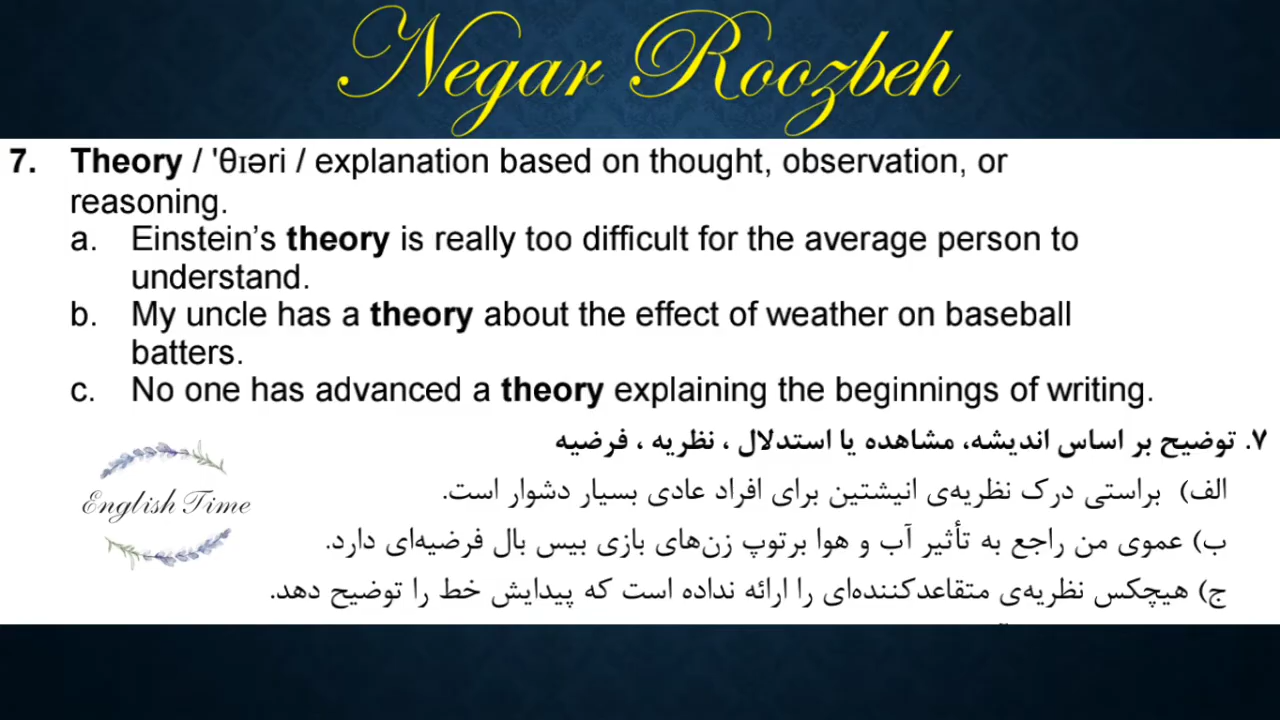 Negar Roozbeh
7. Theory / 'θɪəri / explanation based on thought, observation, or
reasoning.
a. Einstein's theory is really too difficult for the average person to
understand.
b. My uncle has a theory about the effect of weather on baseball
batters.
c. No one has advanced a theory explaining the beginnings of writing.
۷. توضیح بر اساس اندیشه، مشاهده یا استدلال ، نظریه ، فرضیه
الف) براستی درک نظریه‌ی انیشتین برای افراد عادی بسیار دشوار است.
ب) عموی من راجع به تأثیر آب و هوا برتوپ زن‌های بازی بیس بال فرضیه‌ای دارد.
ج) هیچکس نظریه‌ی متقاعدکننده‌ای را ارائه نداده است که پیدایش خط را توضیح دهد.
English Time